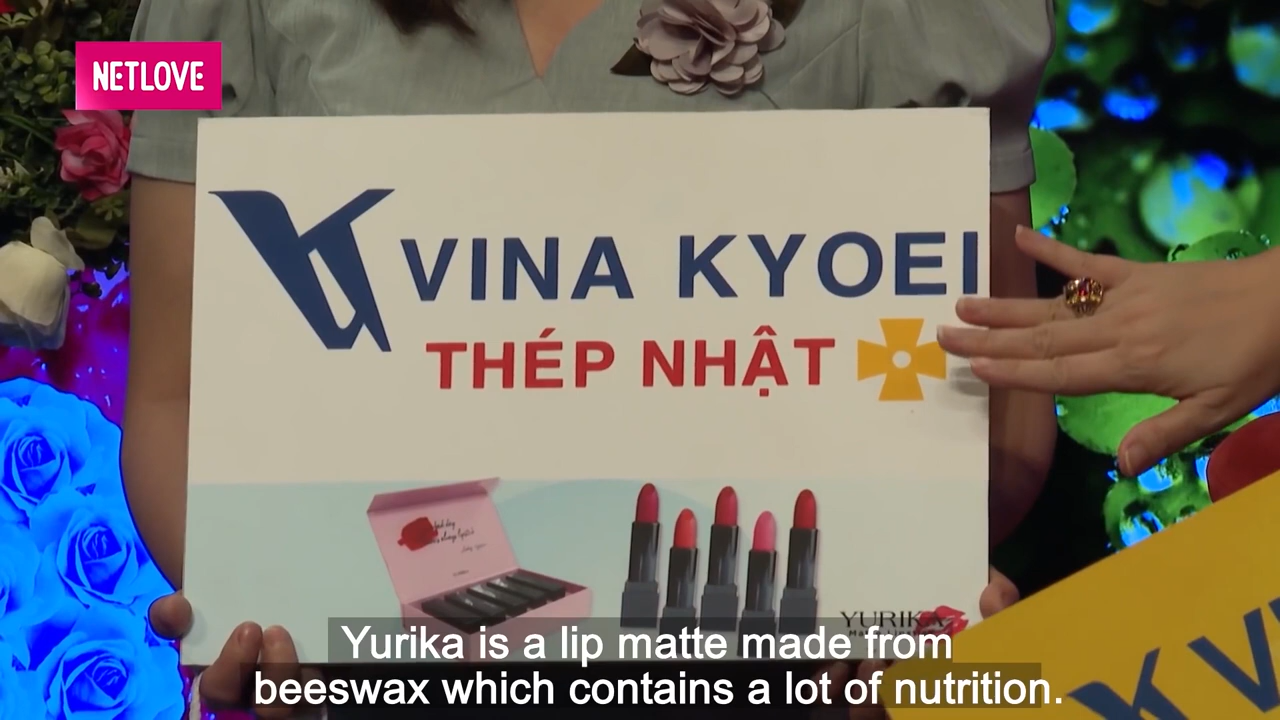 NETLOVE
VINA KYOEI
THÉP NHẬT
YURIKA
Yurika is a lip matte made from
beeswax which contains a lot of nutrition.